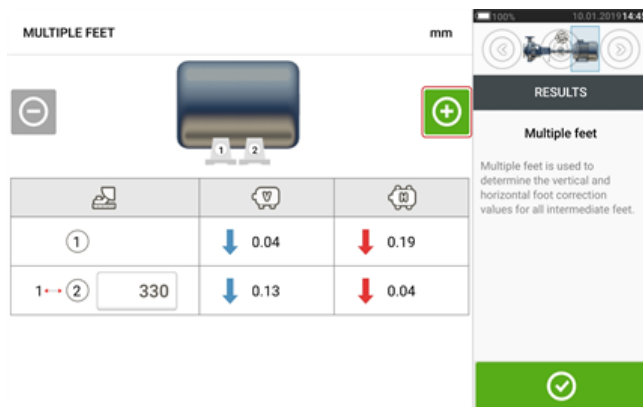 MULTIPLE FEET
mm
1 2
V H
1 0.04 0.19
1↔2 330 0.13 0.04
100% 10.01.2019 14:45
RESULTS
Multiple feet
Multiple feet is used to
determine the vertical and
horizontal foot correction
values for all intermediate feet.